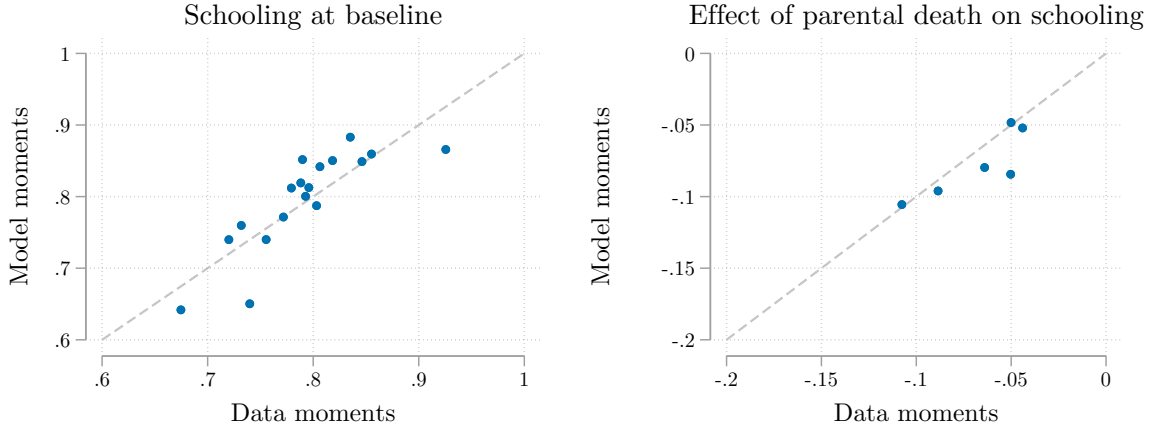 Schooling at baseline
Model moments
1
.9
.8
.7
.6
.6 .7 .8 .9 1
Data moments
Effect of parental death on schooling
Model moments
0
-.05
-.1
-.15
-.2
-.2 -.15 -.1 -.05 0
Data moments